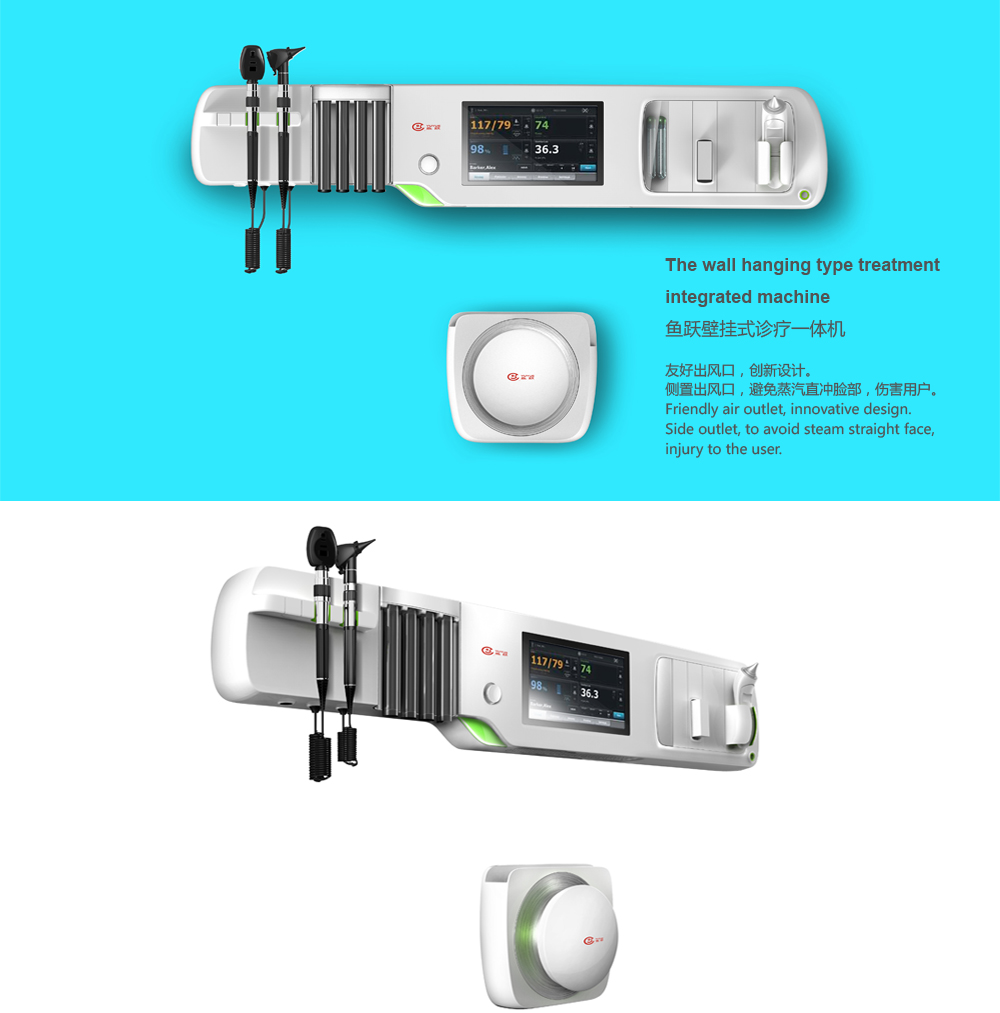 117/79
74
98%
36.3
Barker,Alex
The wall hanging type treatment
integrated machine
鱼跃壁挂式诊疗一体机
友好出风口，创新设计。
侧置出风口，避免蒸汽直冲脸部，伤害用户。
Friendly air outlet, innovative design.
Side outlet, to avoid steam straight face,
injury to the user.
117/79
74
98%
36.3
Barker,Alex